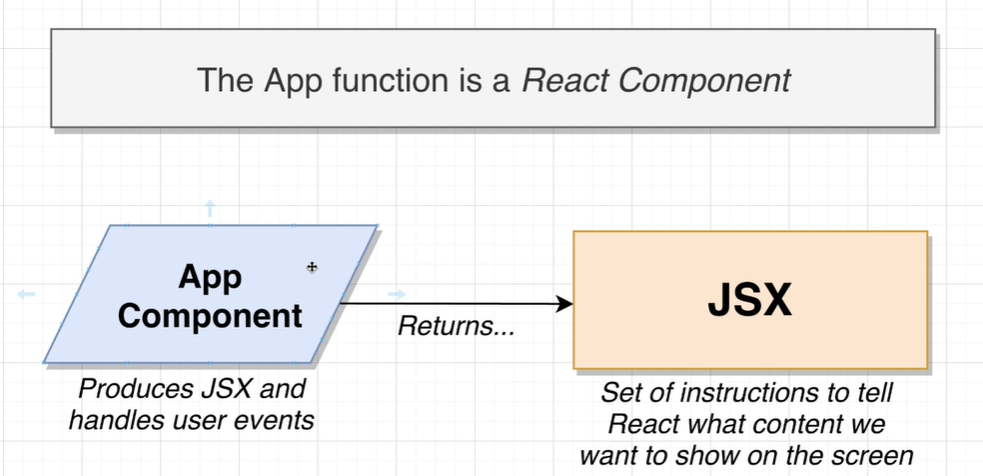 The App function is a React Component
App
Component
Returns...
JSX
Produces JSX and
handles user events
Set of instructions to tell
React what content we
want to show on the screen